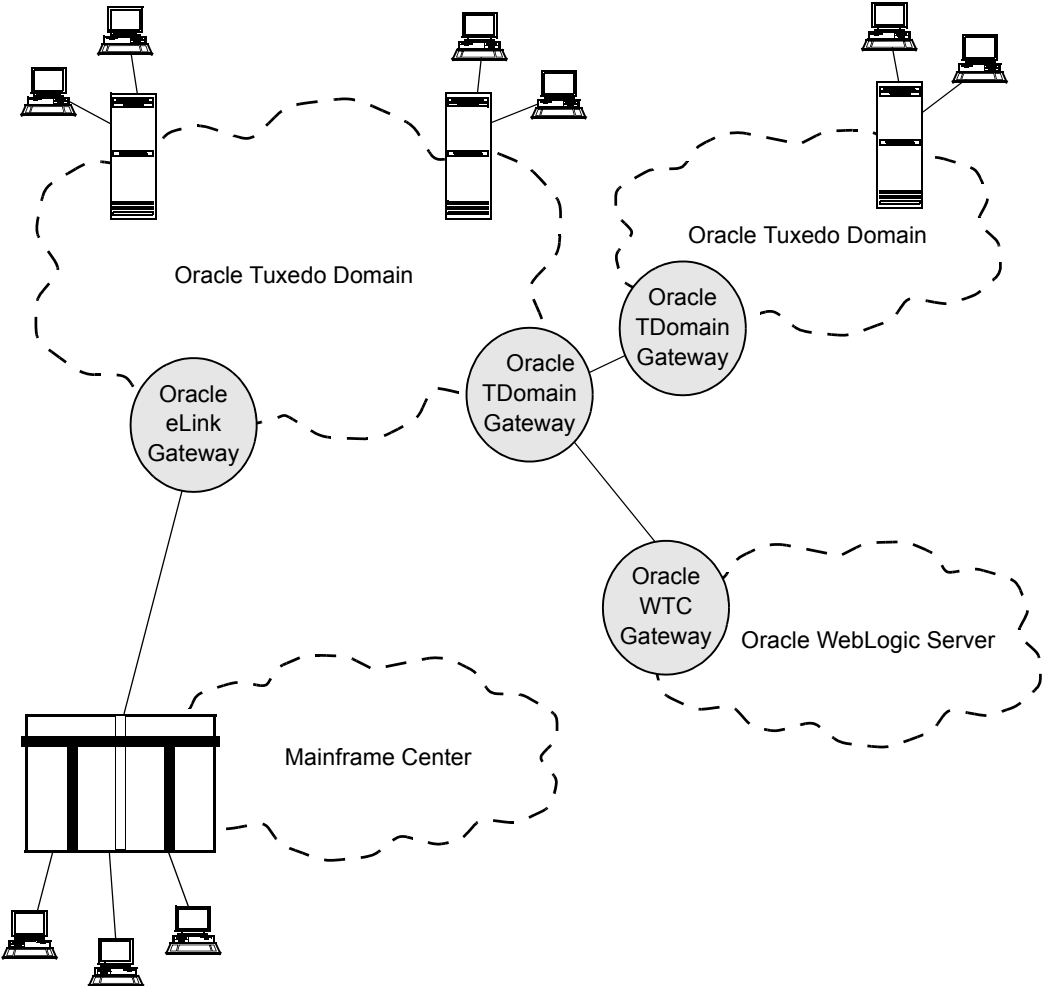 Oracle Tuxedo Domain
Oracle Tuxedo Domain
Oracle
TDomain
Gateway
Oracle
TDomain
Gateway
Oracle
eLink
Gateway
Oracle
WTC
Gateway
Oracle WebLogic Server
Mainframe Center